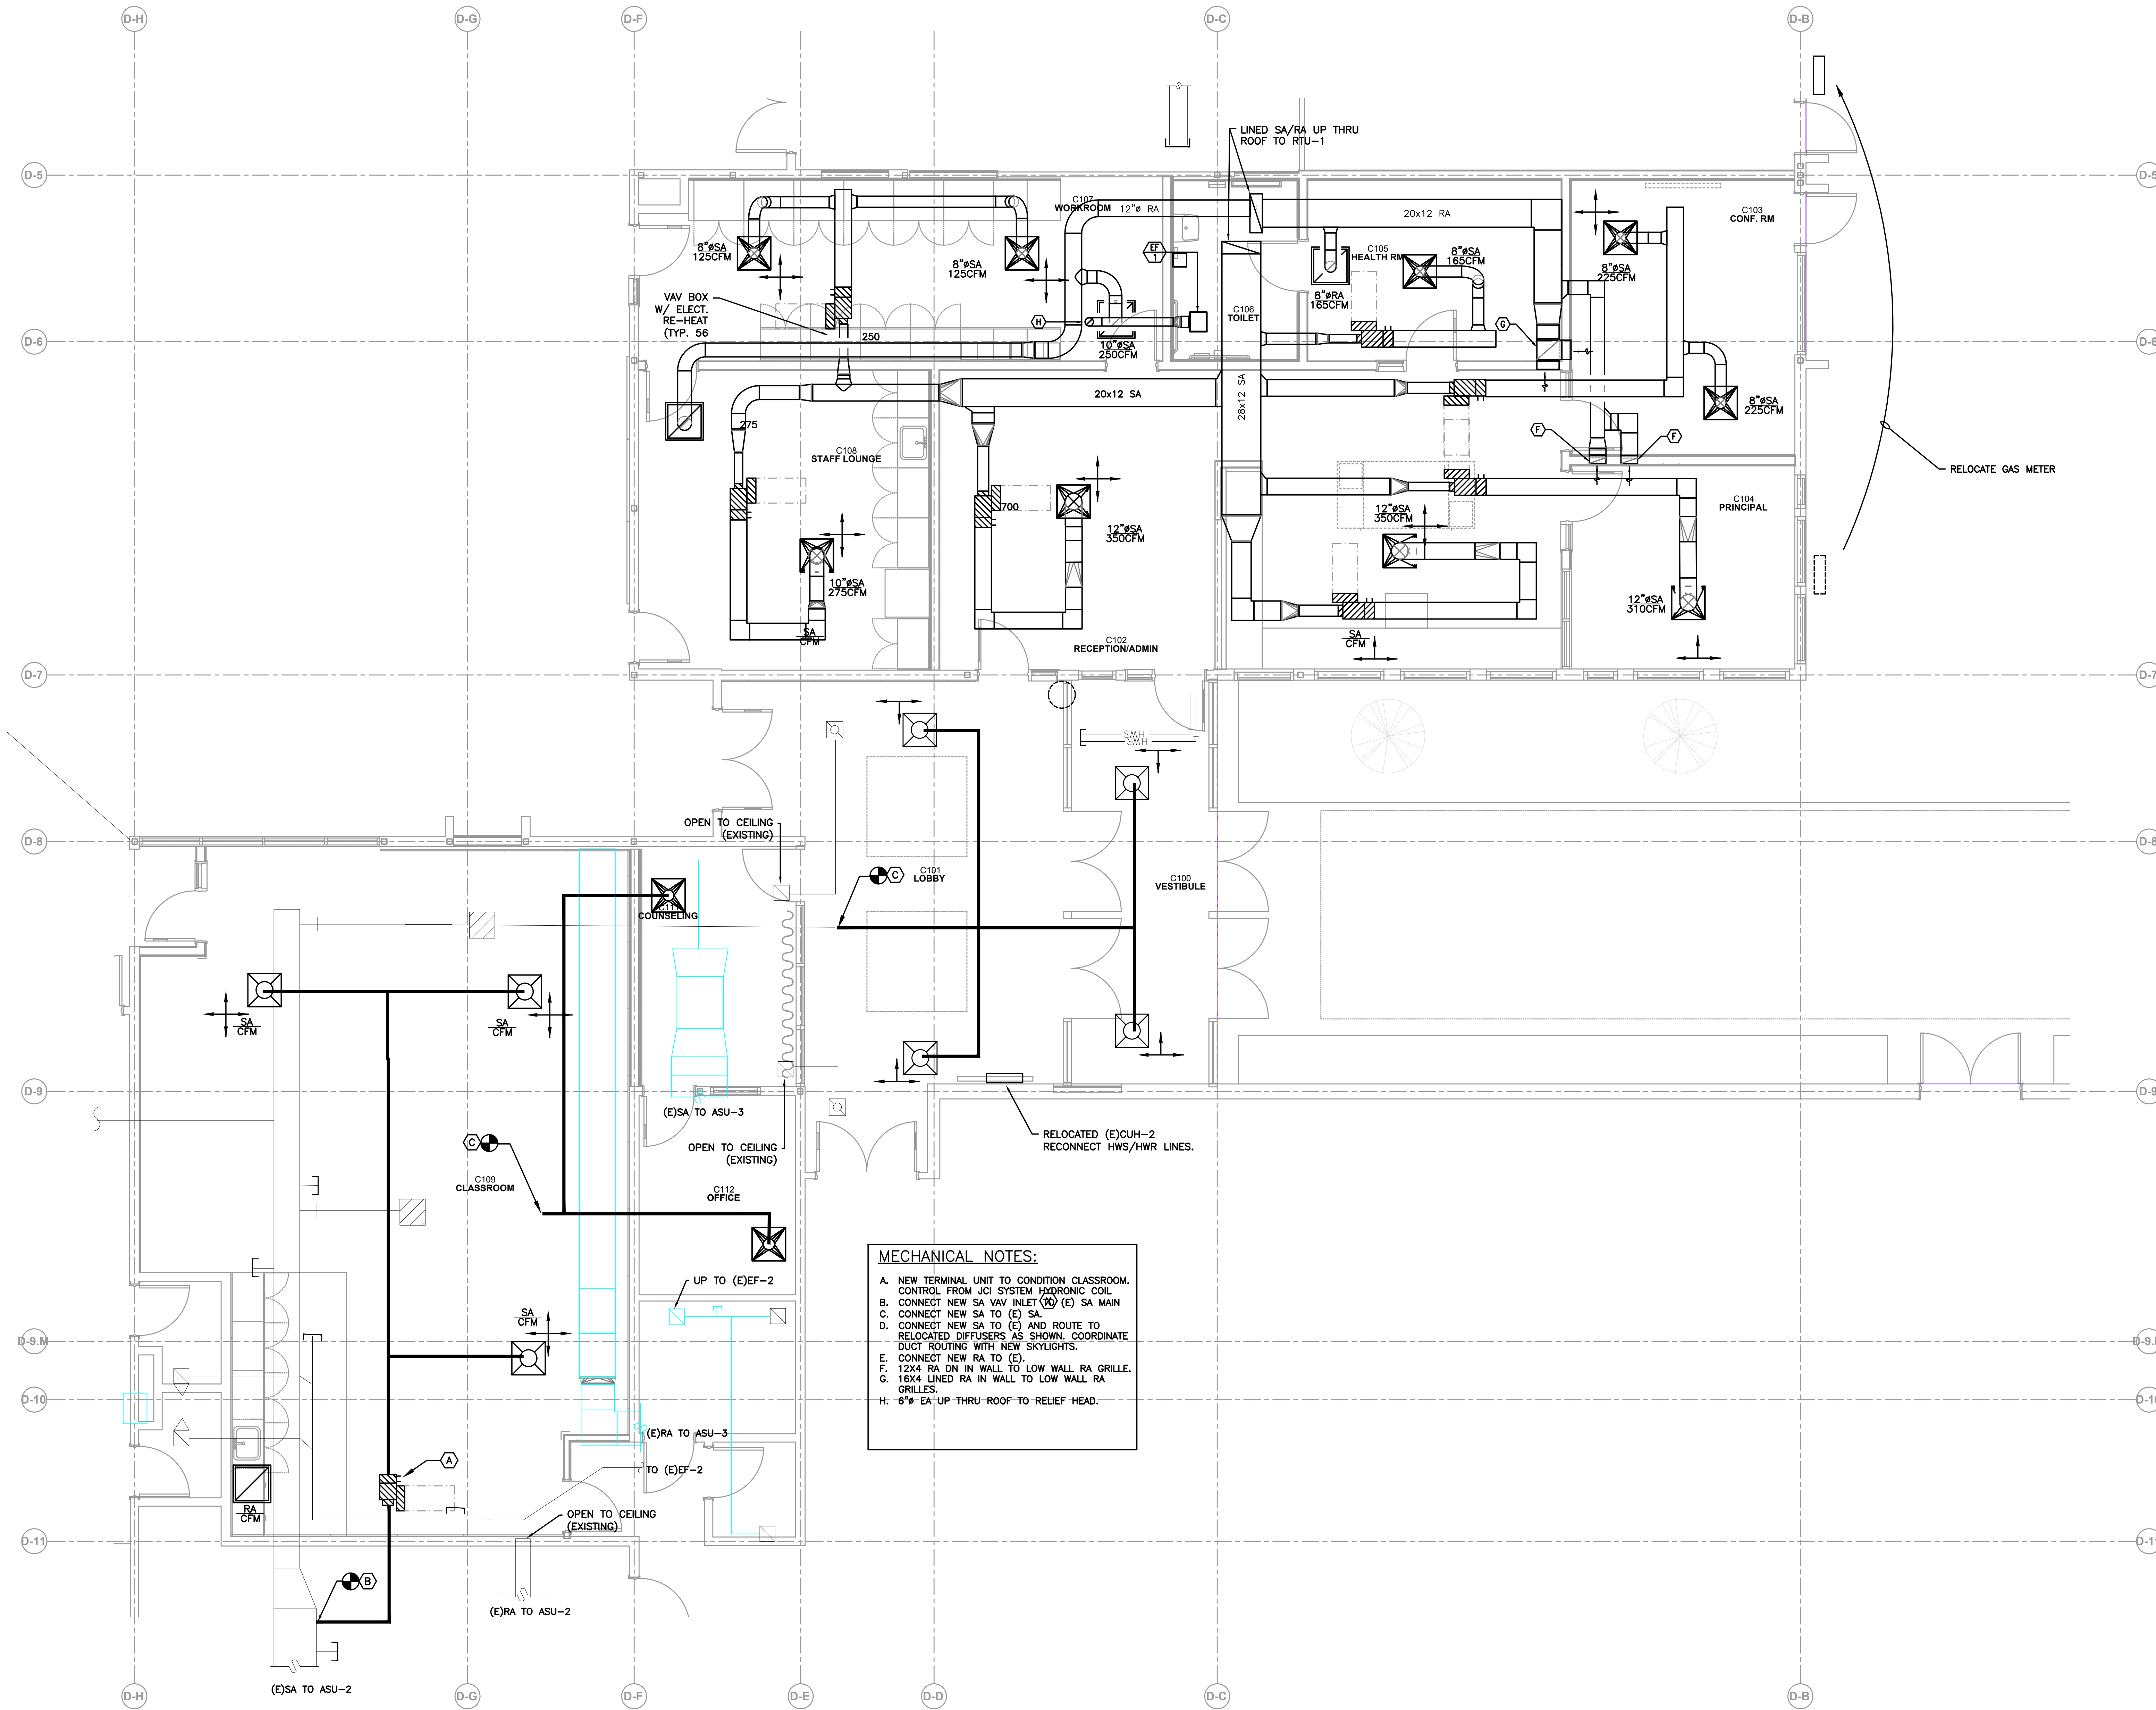 D-H
D-G
D-F
D-C
D-B
D-5
D-5
LINED SA/RA UP THRU
ROOF TO RTU-1
C107
WORKROOM
12"ø RA
20x12 RA
C103
CONF. RM
8"øSA
125CFM
8"øSA
125CFM
EF
1
C105
HEALTH RM
8"øSA
165CFM
8"øSA
225CFM
8"øRA
165CFM
VAV BOX
W/ ELECT.
RE-HEAT
(TYP. 56
250
H
C106
TOILET
G
D-6
D-6
10"øSA
250CFM
20x12 SA
28x12 SA
8"øSA
225CFM
275
F
F
C108
STAFF LOUNGE
RELOCATE GAS METER
700
12"øSA
350CFM
12"øSA
350CFM
C104
PRINCIPAL
10"øSA
275CFM
12"øSA
310CFM
SA
CFM
SA
CFM
C102
RECEPTION/ADMIN
D-7
D-7
HWS
HWR
OPEN TO CEILING
(EXISTING)
D-8
D-8
C
C101
LOBBY
C100
VESTIBULE
COUNSELING
SA
CFM
SA
CFM
D-9
D-9
(E)SA TO ASU-3
RELOCATED (E)CUH-2
RECONNECT HWS/HWR LINES.
OPEN TO CEILING
(EXISTING)
C
C109
CLASSROOM
C112
OFFICE
MECHANICAL NOTES:
A. NEW TERMINAL UNIT TO CONDITION CLASSROOM.
CONTROL FROM JCI SYSTEM HYDRONIC COIL
B. CONNECT NEW SA VAV INLET (E) SA MAIN
C. CONNECT NEW SA TO (E) SA.
D. CONNECT NEW SA TO (E) AND ROUTE TO
RELOCATED DIFFUSERS AS SHOWN. COORDINATE
DUCT ROUTING WITH NEW SKYLIGHTS.
E. CONNECT NEW RA TO (E).
F. 12X4 RA DN IN WALL TO LOW WALL RA GRILLE.
G. 16X4 LINED RA IN WALL TO LOW WALL RA
GRILLES.
H. 6"ø EA UP THRU ROOF TO RELIEF HEAD.
UP TO (E)EF-2
SA
CFM
D-9.M
D-10
(E)RA TO ASU-3
TO (E)EF-2
A
RA
CFM
OPEN TO CEILING
(EXISTING)
D-11
B
(E)RA TO ASU-2
(E)SA TO ASU-2
D-H
D-G
D-F
D-E
D-D
D-C
D-B